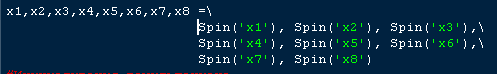 x1,x2,x3,x4,x5,x6,x7,x8 =\
Spin('x1'), Spin('x2'), Spin('x3'),\
Spin('x4'), Spin('x5'), Spin('x6'),\
Spin('x7'), Spin('x8')